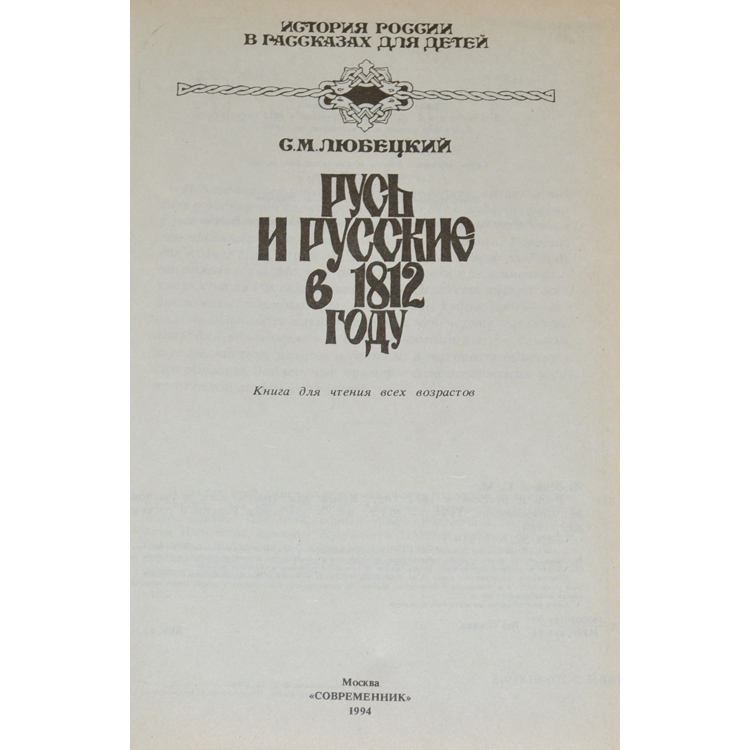 ИСТОРИЯ РОССИИ
В РАССКАЗАХ ДЛЯ ДЕТЕЙ
С.М.ЛЮБЕЦКИЙ
РУСЬ
И РУССКИЕ
В 1812
ГОДУ
Книга для чтения всех возрастов
Москва
«СОВРЕМЕННИК»
1994